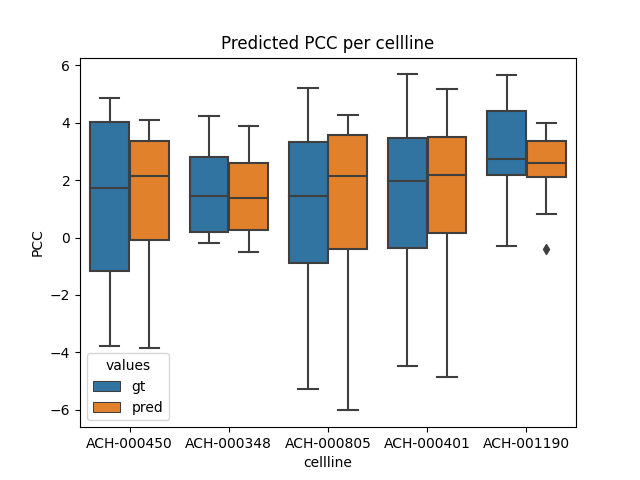 Predicted PCC per cellline
6
4
2
0
−2
−4
−6
PCC
values
gt
pred
ACH-000450 ACH-000348 ACH-000805 ACH-000401 ACH-001190
cellline